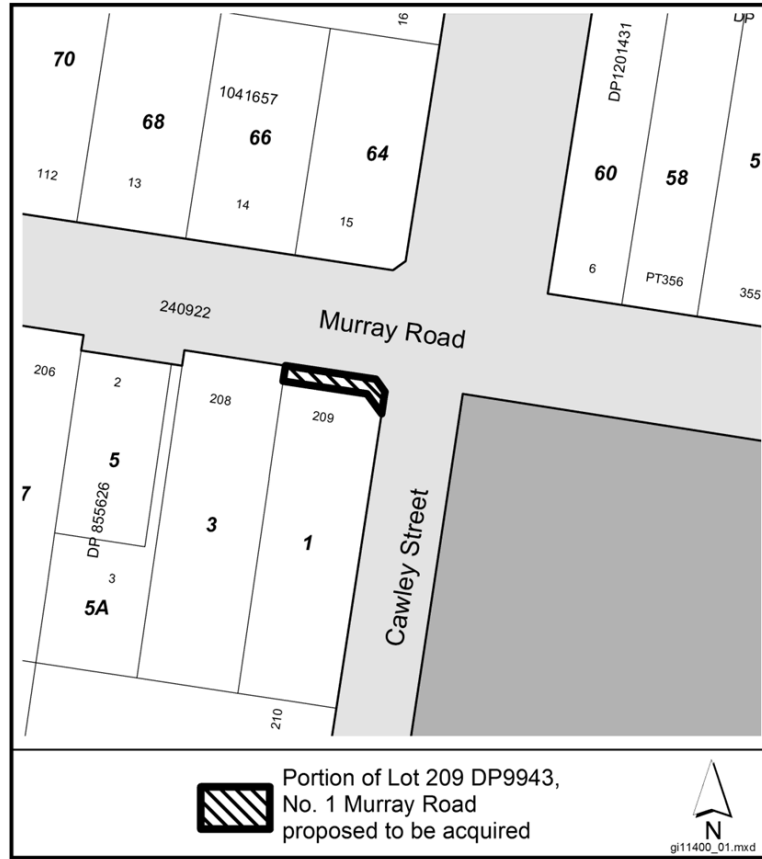 16
DP
70
68
1041657
66
64
DP1201431
60
58
5
112
13
14
15
6
PT356
355
240922
Murray Road
206
2
208
209
5
7
DP 855626
3
1
3
5A
Cawley Street
210
Portion of Lot 209 DP9943,
No. 1 Murray Road
proposed to be acquired
N
gi11400_01.mxd